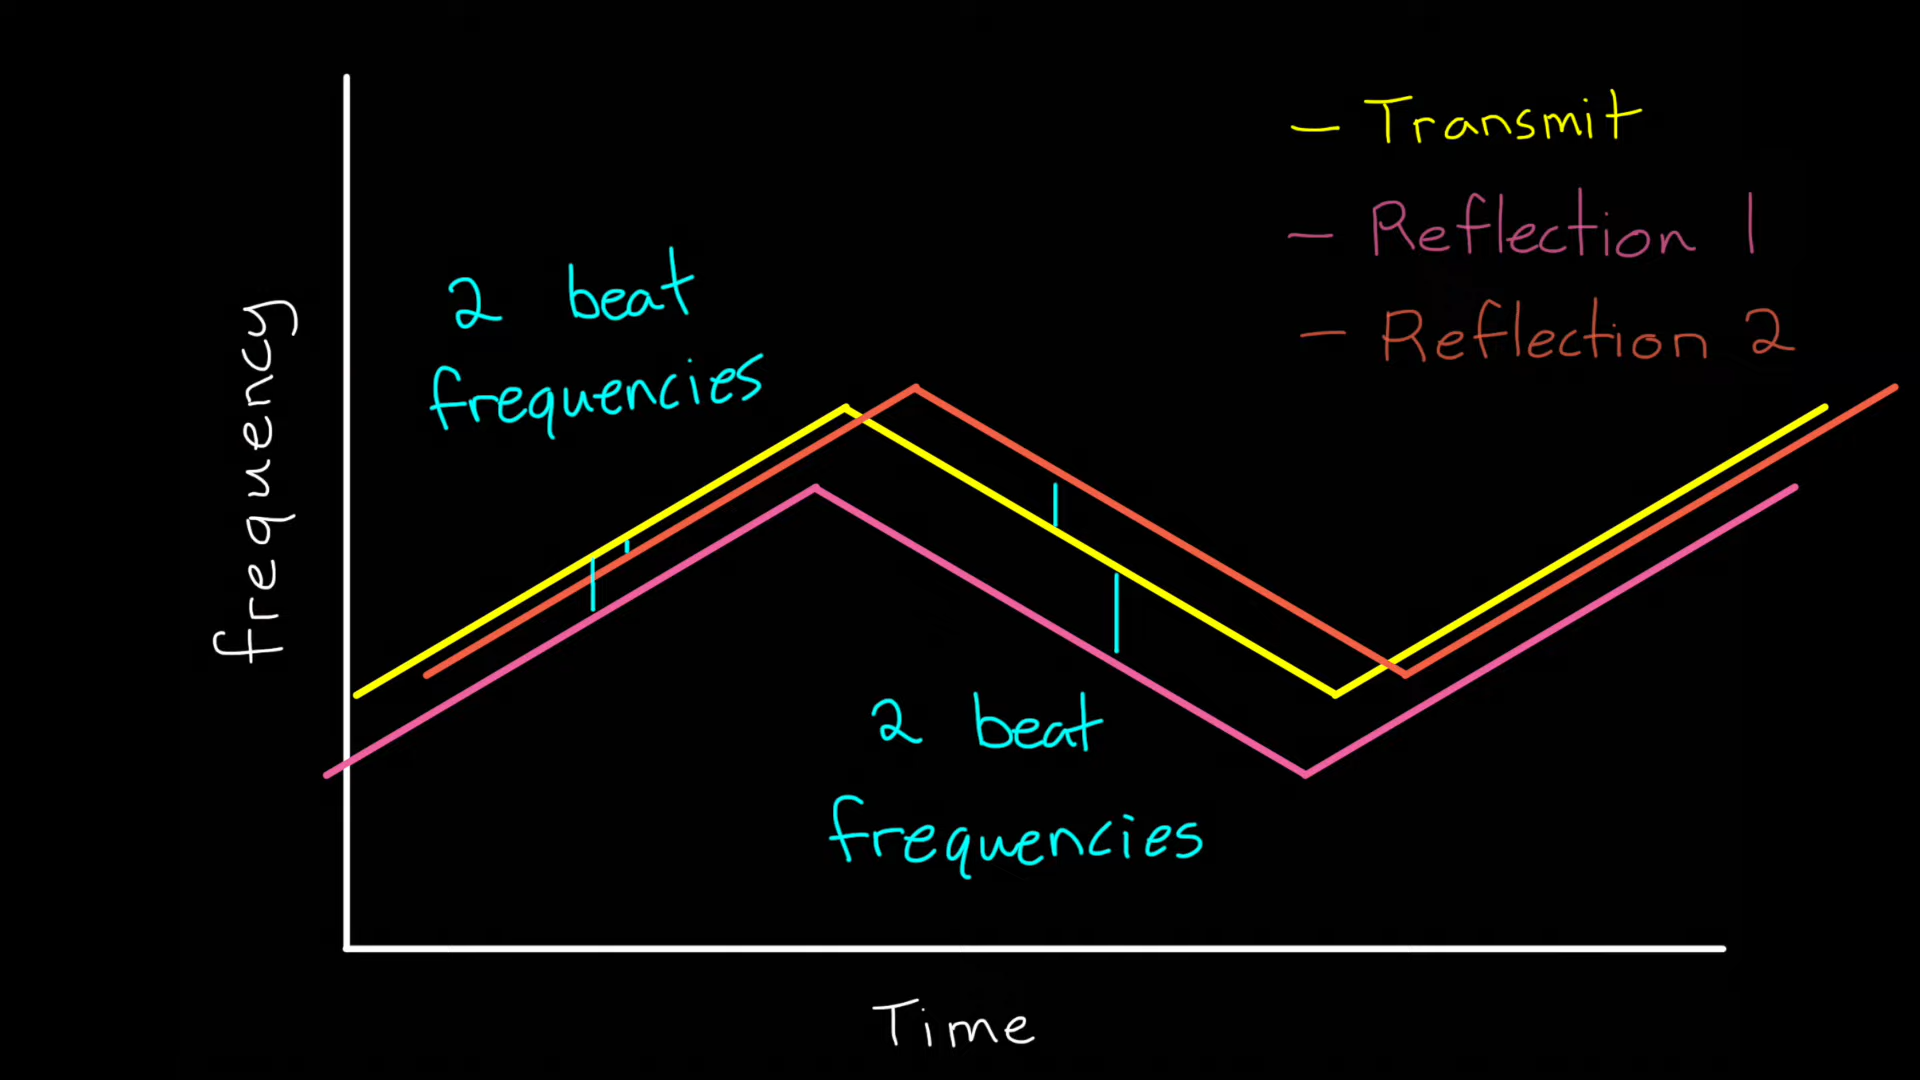 Transmit
Reflection 1
Reflection 2
2 beat
frequencies
frequency
2 beat
frequencies
Time